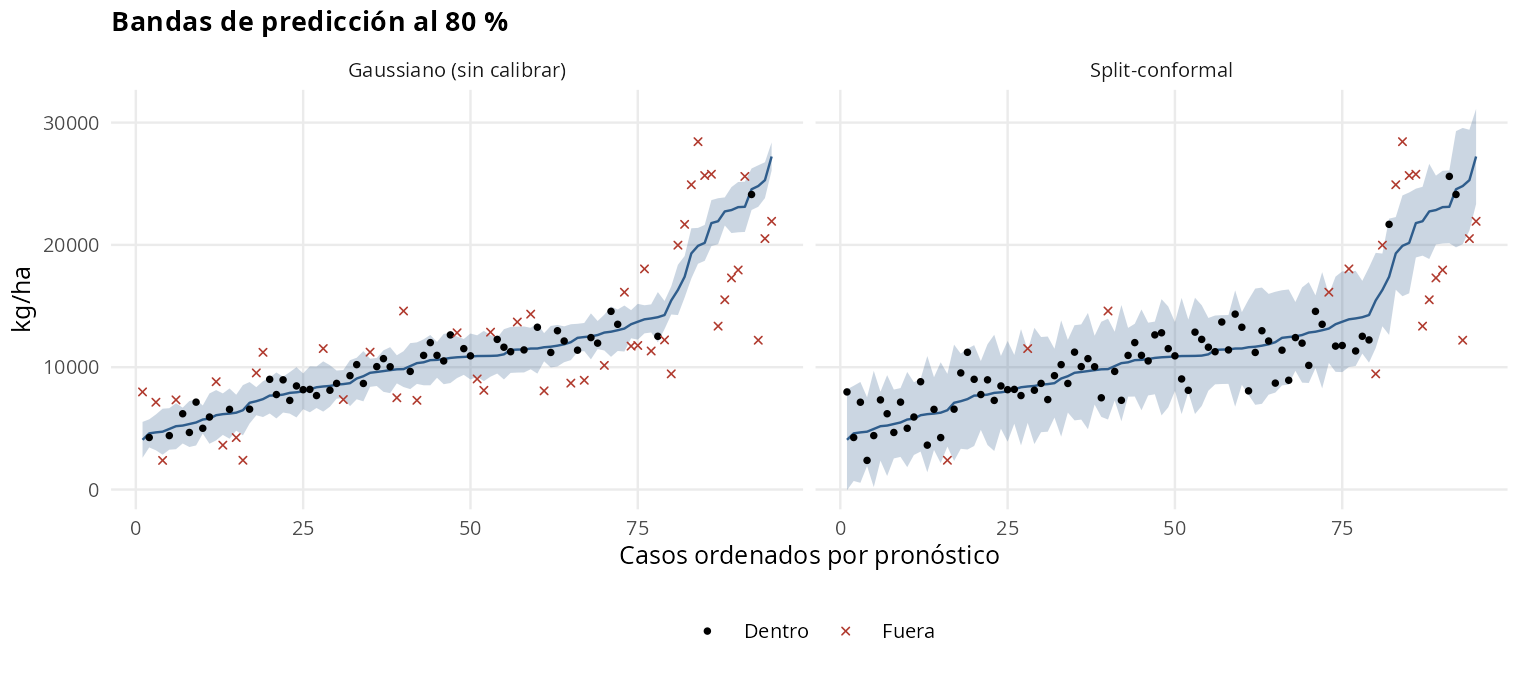 Bandas de predicción al 80 %
Gaussiano (sin calibrar)
Split-conformal
kg/ha
30000
20000
10000
0
0 25 50 75
0 25 50 75
Casos ordenados por pronóstico
Dentro Fuera